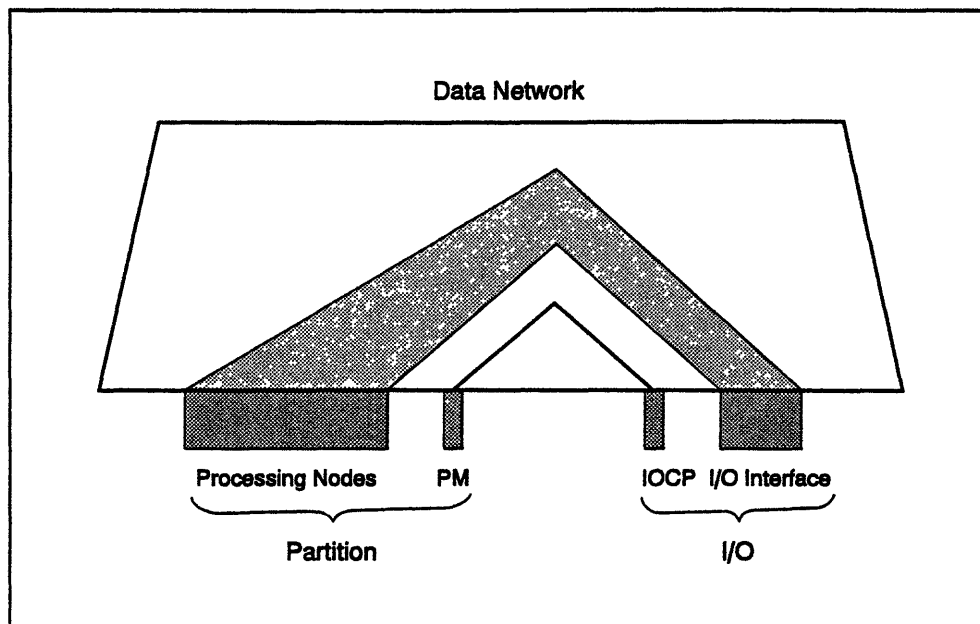 Data Network
Processing Nodes PM IOCP I/O Interface
Partition I/O